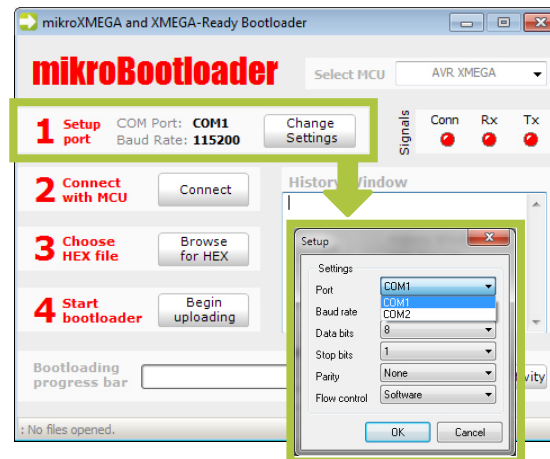 mikroXMEGA and XMEGA-Ready Bootloader
mikroBootloader
Select MCU
AVR XMEGA
1 Setup port
COM Port: COM1
Baud Rate: 115200
Change Settings
Signals
Conn Rx Tx
2 Connect with MCU
Connect
History Window
3 Choose HEX file
Browse for HEX
4 Start bootloader
Begin uploading
Bootloading progress bar
: No files opened.
Setup
Settings
Port COM1
COM1
COM2
Baud rate
Data bits 8
Stop bits 1
Parity None
Flow control Software
OK Cancel